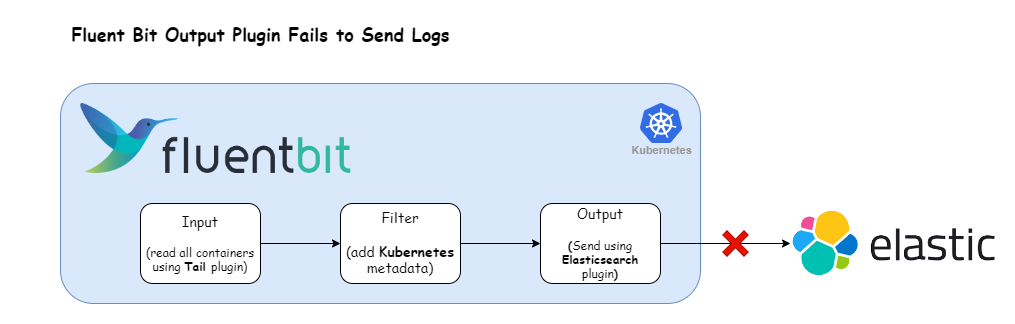 Fluent Bit Output Plugin Fails to Send Logs
fluentbit
Kubernetes
Input
(read all containers
using Tail plugin)
Filter
(add Kubernetes
metadata)
Output
(Send using
Elasticsearch
plugin)
elastic